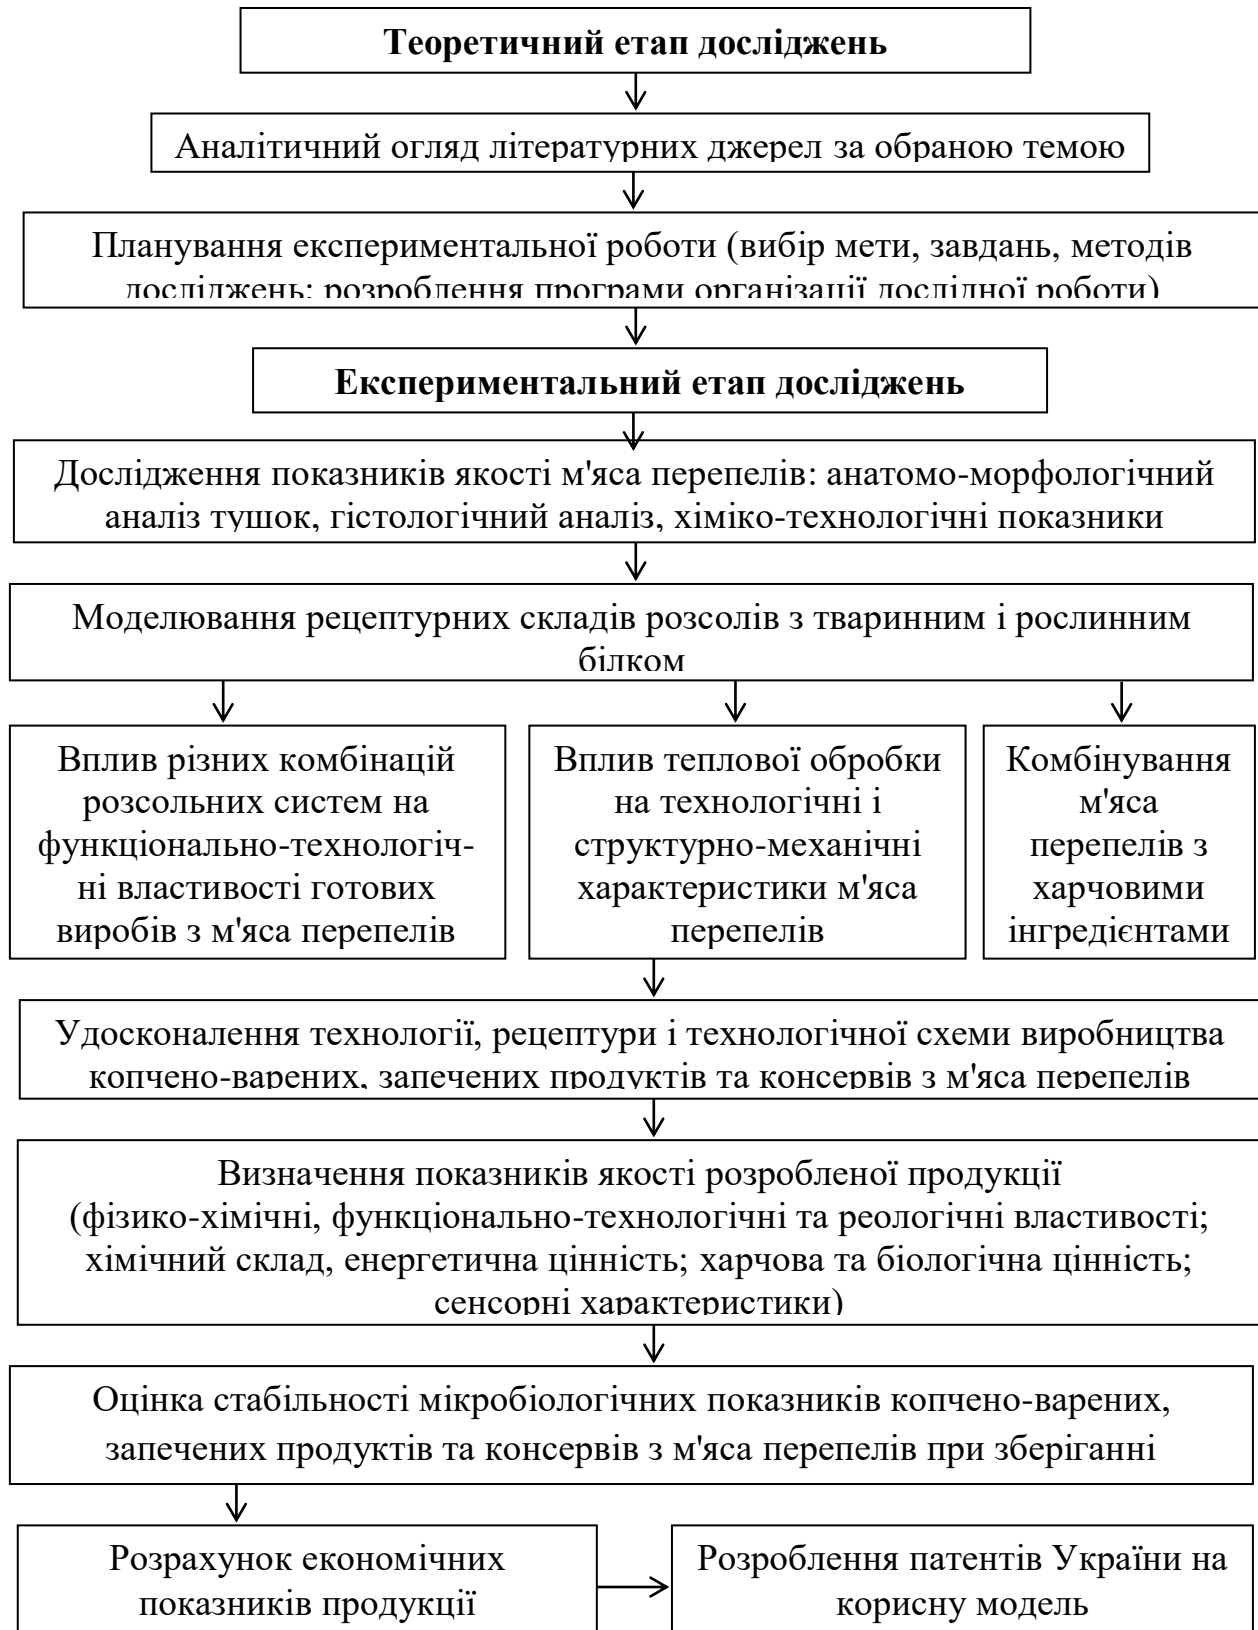 Теоретичний етап досліджень
Аналітичний огляд літературних джерел за обраною темою
Планування експериментальної роботи (вибір мети, завдань, методів
досліджень; розроблення програми організації дослідної роботи)
Експериментальний етап досліджень
Дослідження показників якості м'яса перепелів: анатомо-морфологічний
аналіз тушок, гістологічний аналіз, хіміко-технологічні показники
Моделювання рецептурних складів розсолів з тваринним і рослинним
білком
Вплив різних комбінацій
розсольних систем на
функціонально-технологіч-
ні властивості готових
виробів з м'яса перепелів
Вплив теплової обробки
на технологічні і
структурно-механічні
характеристики м'яса
перепелів
Комбінування
м'яса
перепелів з
харчовими
інгредієнтами
Удосконалення технології, рецептури і технологічної схеми виробництва
копчено-варених, запечених продуктів та консервів з м'яса перепелів
Визначення показників якості розробленої продукції
(фізико-хімічні, функціонально-технологічні та реологічні властивості;
хімічний склад, енергетична цінність; харчова та біологічна цінність;
сенсорні характеристики)
Оцінка стабільності мікробіологічних показників копчено-варених,
запечених продуктів та консервів з м'яса перепелів при зберіганні
Розрахунок економічних
показників продукції
Розроблення патентів України на
корисну модель